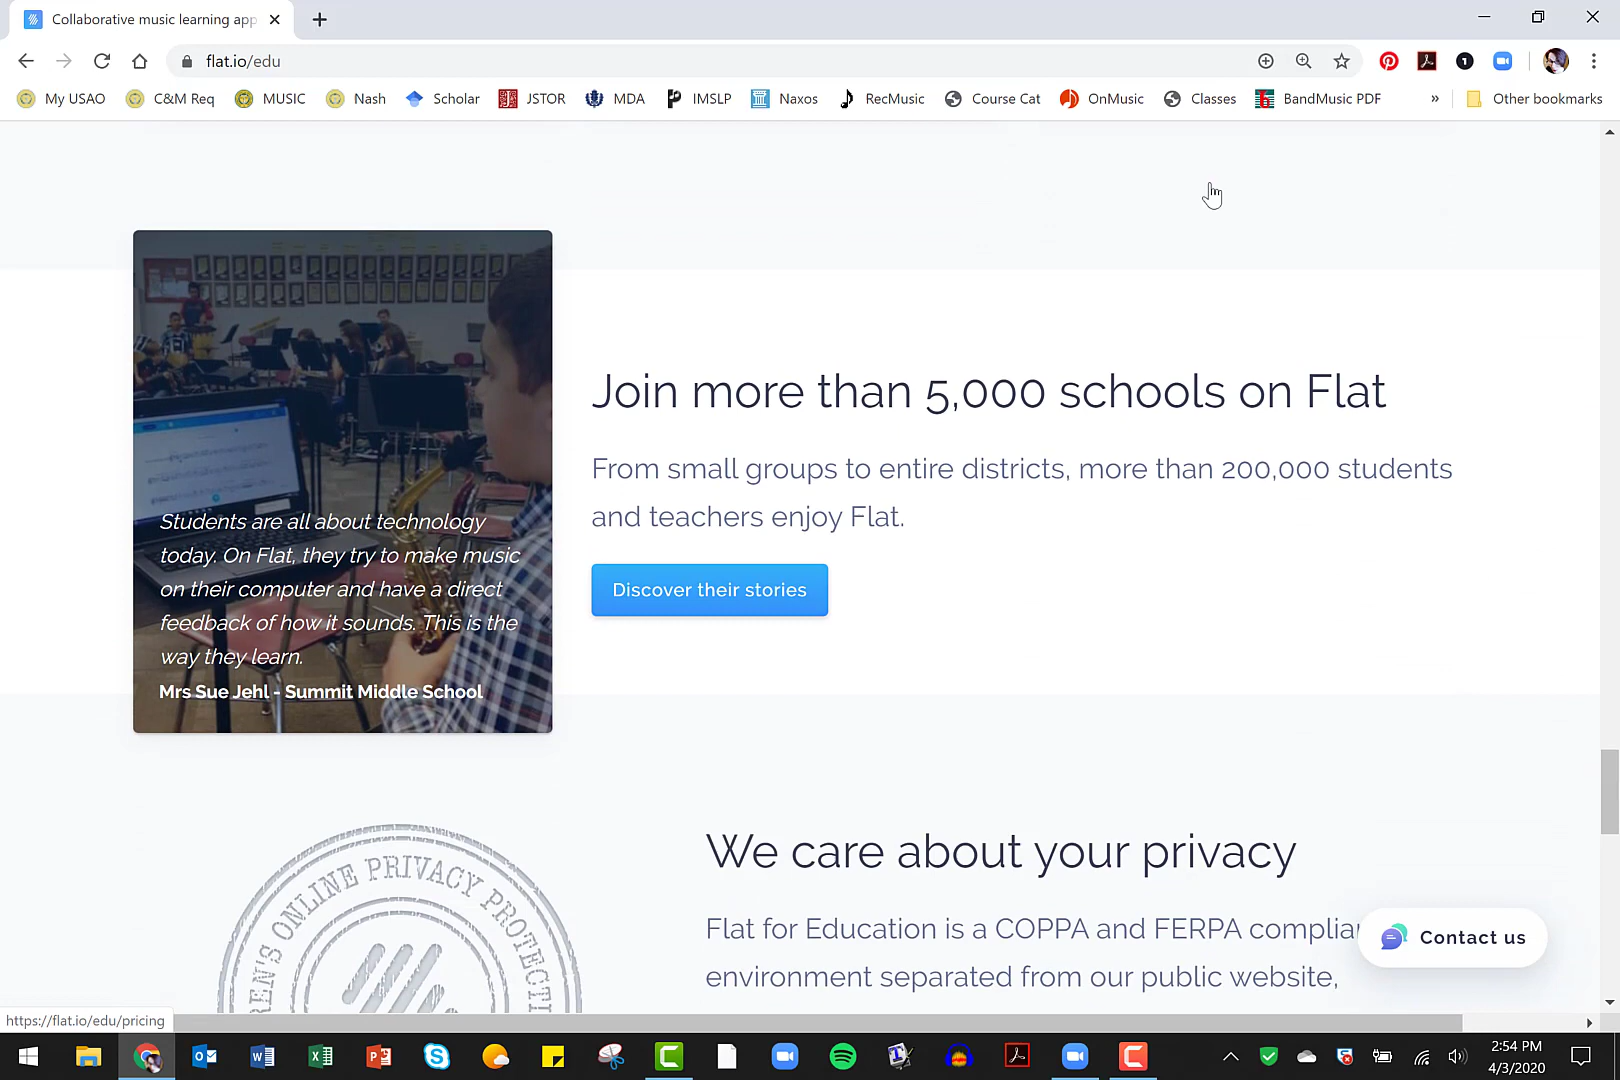 Collaborative music learning app
flat.io/edu
My USAO
C&M Req
MUSIC
Nash
Scholar
JSTOR
MDA
IMSLP
Naxos
RecMusic
Course Cat
OnMusic
Classes
BandMusic PDF
»
Other bookmarks
Students are all about technology
today. On Flat, they try to make music
on their computer and have a direct
feedback of how it sounds. This is the
way they learn.
Mrs Sue Jehl - Summit Middle School
Join more than 5,000 schools on Flat
From small groups to entire districts, more than 200,000 students
and teachers enjoy Flat.
Discover their stories
REN'S ONLINE PRIVACY PROTECTI
We care about your privacy
Flat for Education is a COPPA and FERPA complia
environment separated from our public website,
Contact us
https://flat.io/edu/pricing
2:54 PM
4/3/2020